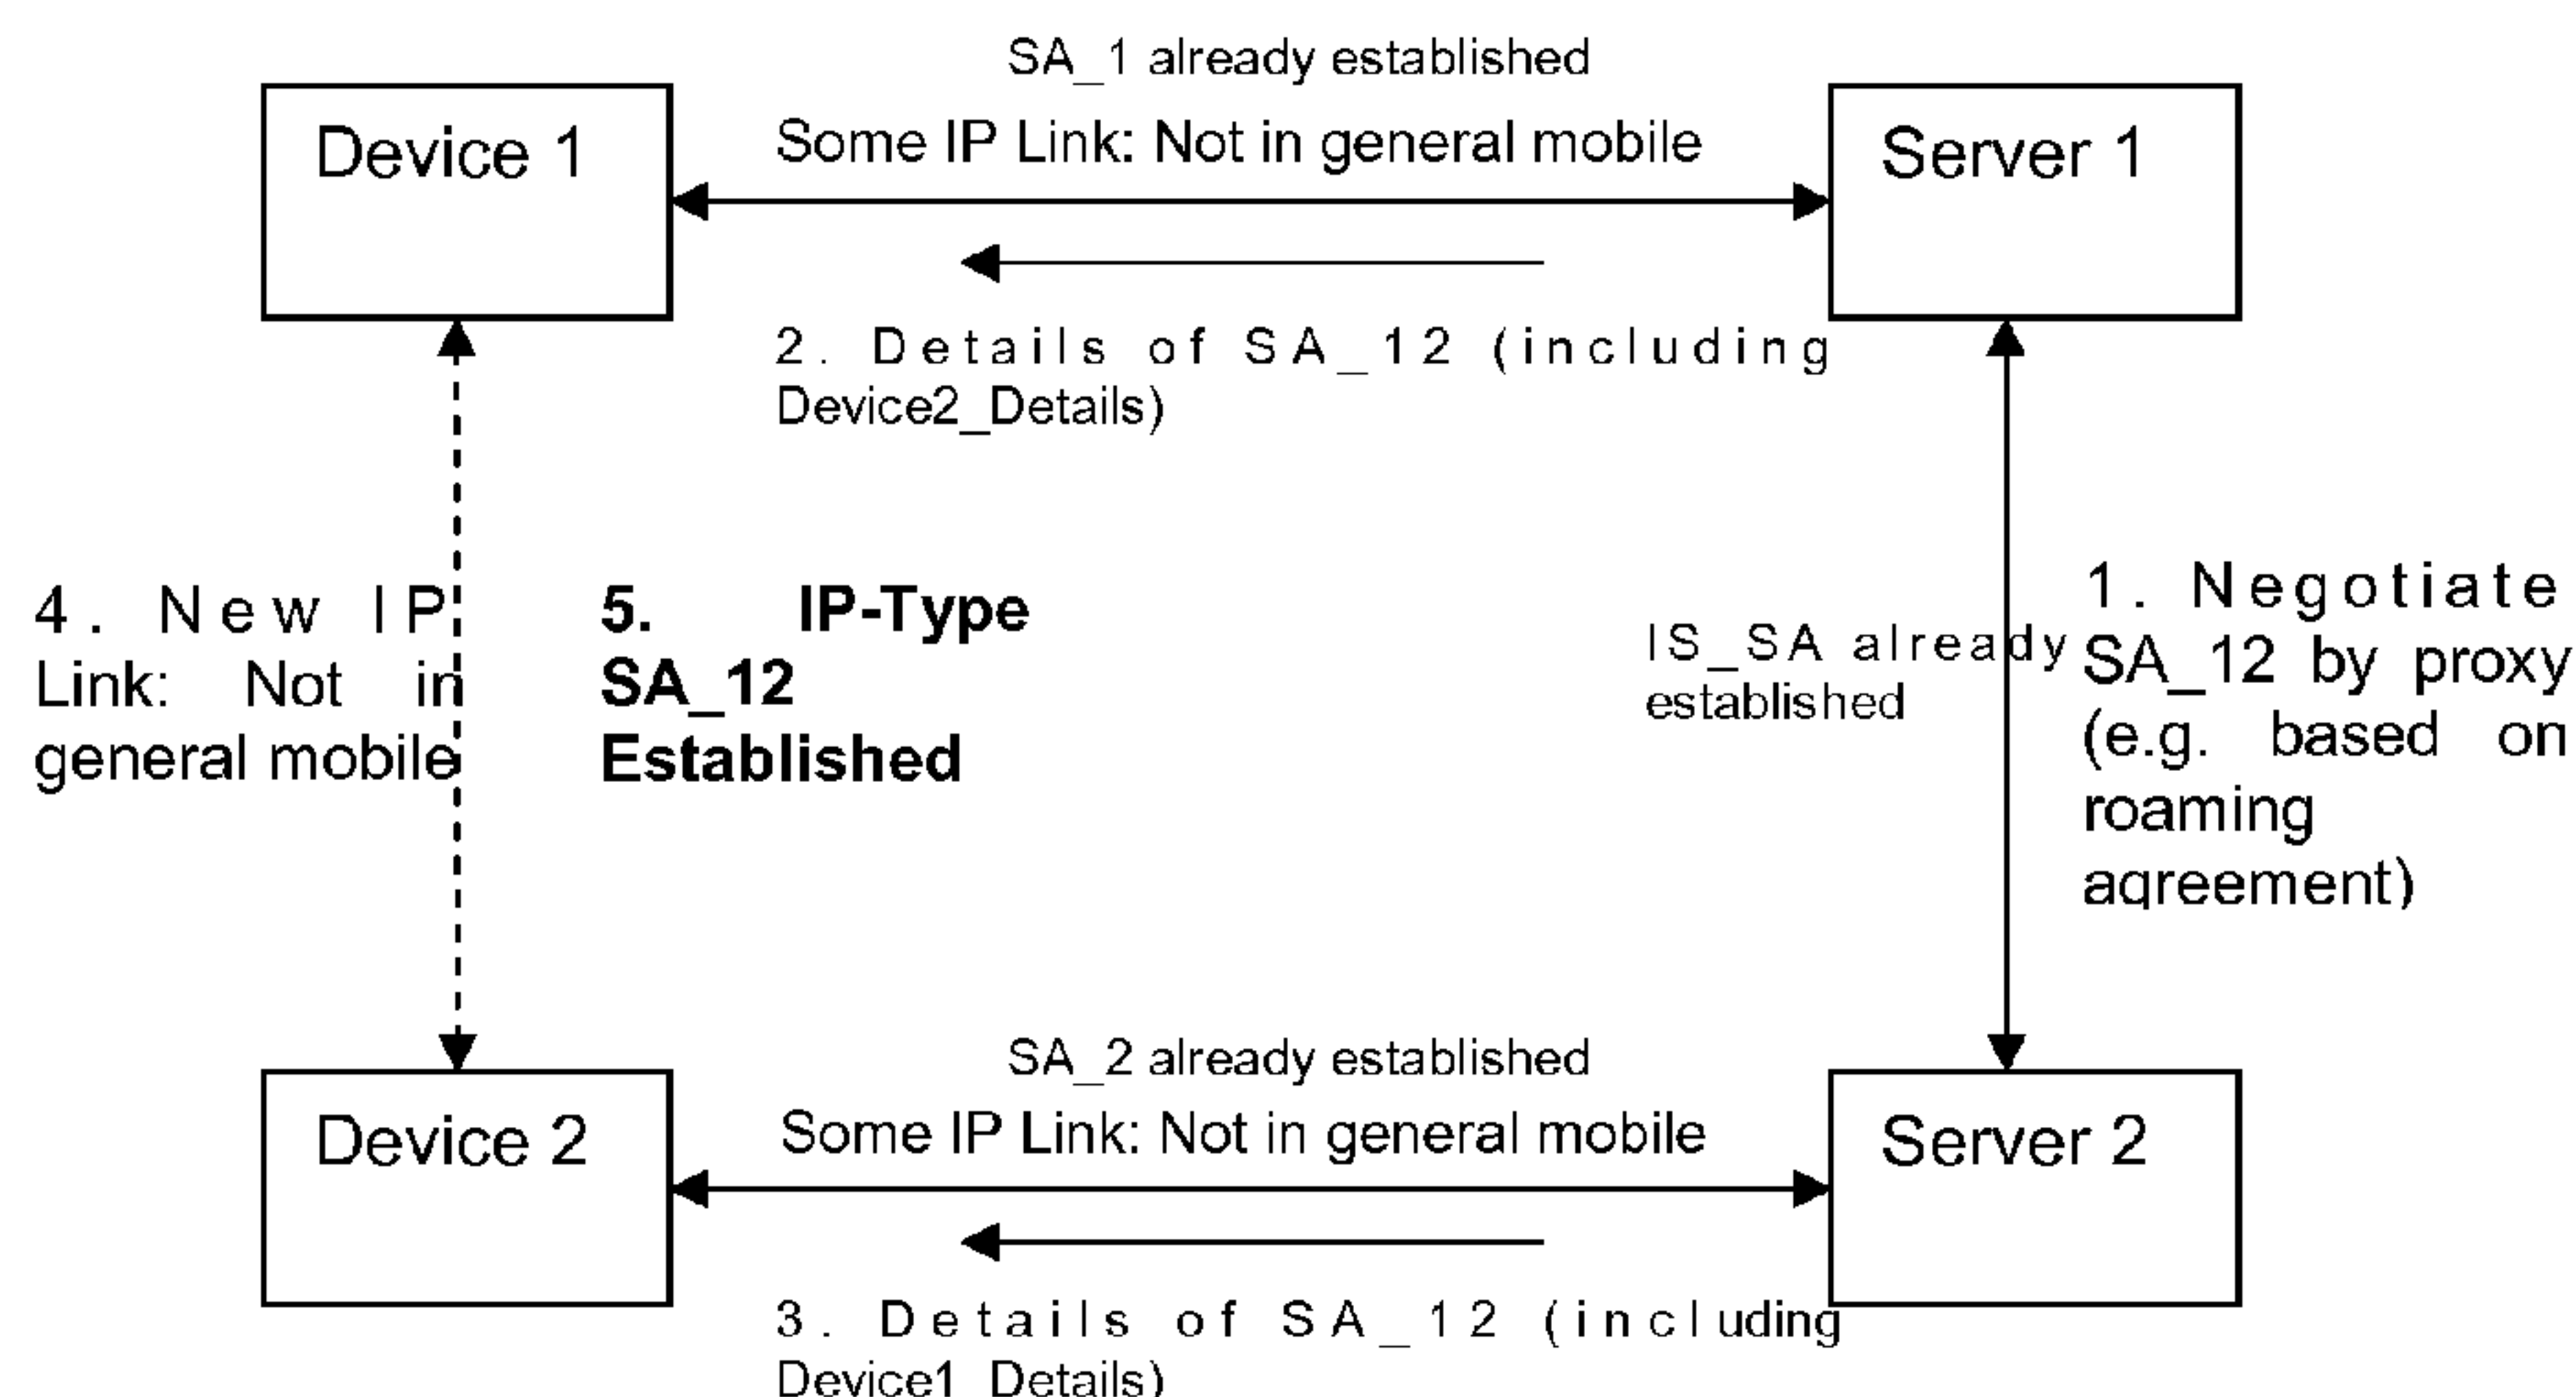 SA_1 already established
Device 1
Some IP Link: Not in general mobile
Server 1
2. Details of SA_12 (including
Device2_Details)
4. New IP
Link: Not in
general mobile
5. IP-Type
SA_12
Established
IS_SA already
established
1. Negotiate
SA_12 by proxy
(e.g. based on
roaming
agreement)
SA_2 already established
Device 2
Some IP Link: Not in general mobile
Server 2
3. Details of SA_12 (including
Device1_Details)